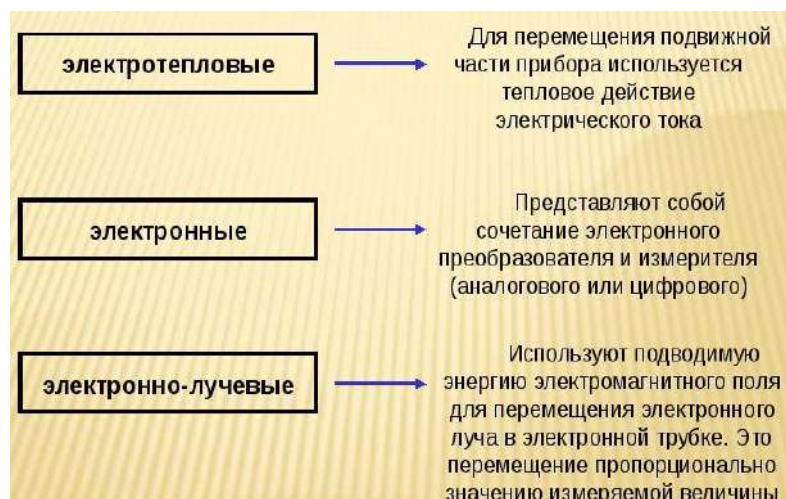 электротепловые
Для перемещения подвижной
части прибора используется
тепловое действие
электрического тока
электронные
Представляют собой
сочетание электронного
преобразователя и измерителя
(аналогового или цифрового)
электронно-лучевые
Используют подводимую
энергию электромагнитного поля
для перемещения электронного
луча в электронной трубке. Это
перемещение пропорционально
значению измеряемой величины